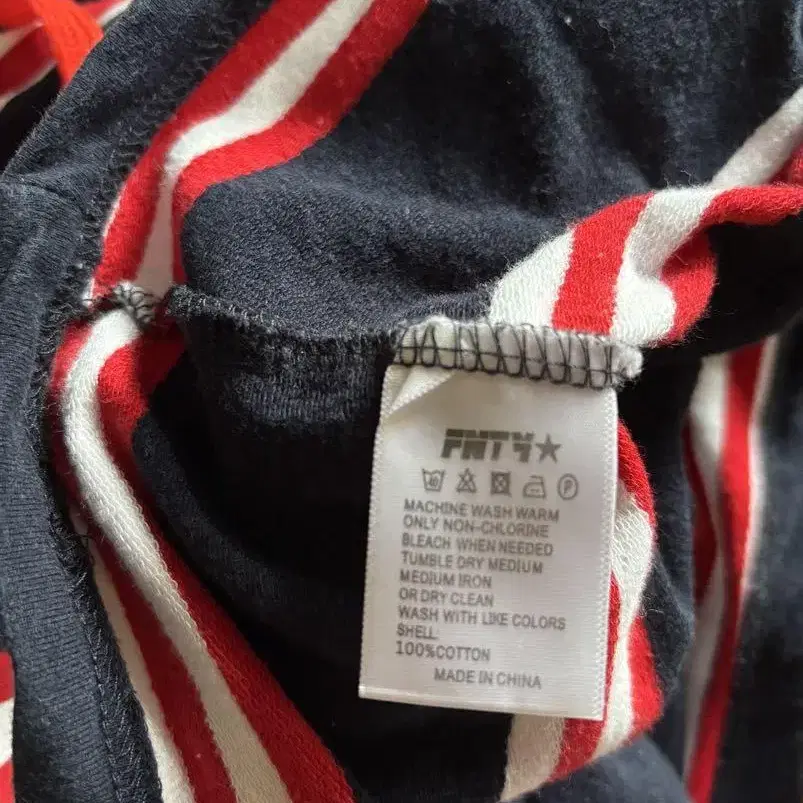 FNTY★
40 P
MACHINE WASH WARM
ONLY NON-CHLORINE
BLEACH WHEN NEEDED
TUMBLE DRY MEDIUM
MEDIUM IRON
OR DRY CLEAN
WASH WITH LIKE COLORS
SHELL:
100%COTTON
MADE IN CHINA